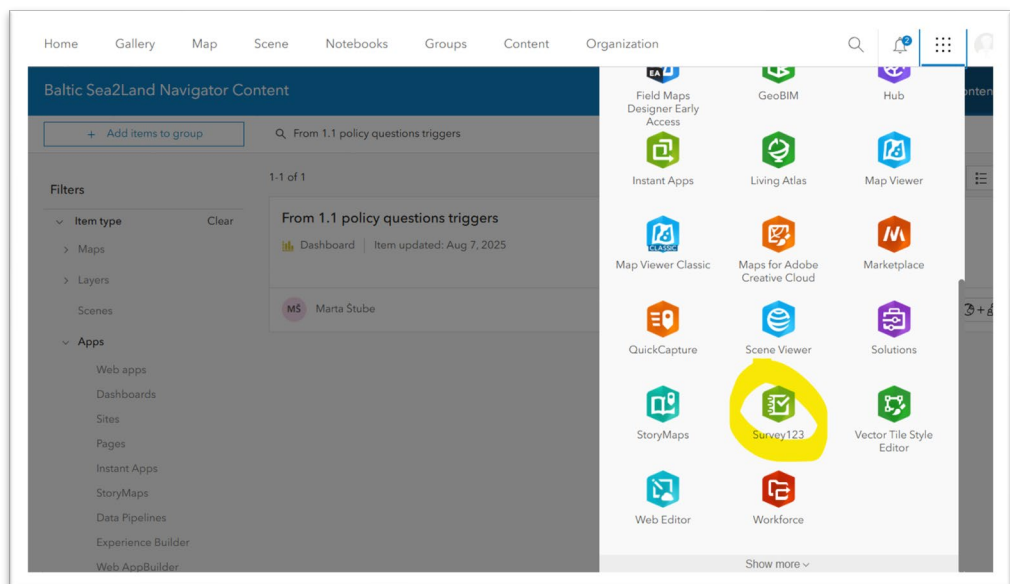 Home Gallery Map Scene Notebooks Groups Content Organization
2
Baltic Sea2Land Navigator Content
+ Add items to group
From 1.1 policy questions triggers
Filters
Item type Clear
Maps
Layers
Scenes
Apps
Web apps
Dashboards
Sites
Pages
Instant Apps
StoryMaps
Data Pipelines
Experience Builder
Web AppBuilder
1-1 of 1
From 1.1 policy questions triggers
Dashboard Item updated: Aug 7, 2025
MŠ Marta Štube
EA
Field Maps
Designer Early
Access
GeoBIM
Hub
Instant Apps
Living Atlas
Map Viewer
CLASSIC
Map Viewer Classic
Maps for Adobe
Creative Cloud
Marketplace
QuickCapture
Scene Viewer
Solutions
StoryMaps
Survey123
Vector Tile Style
Editor
Web Editor
Workforce
Show more